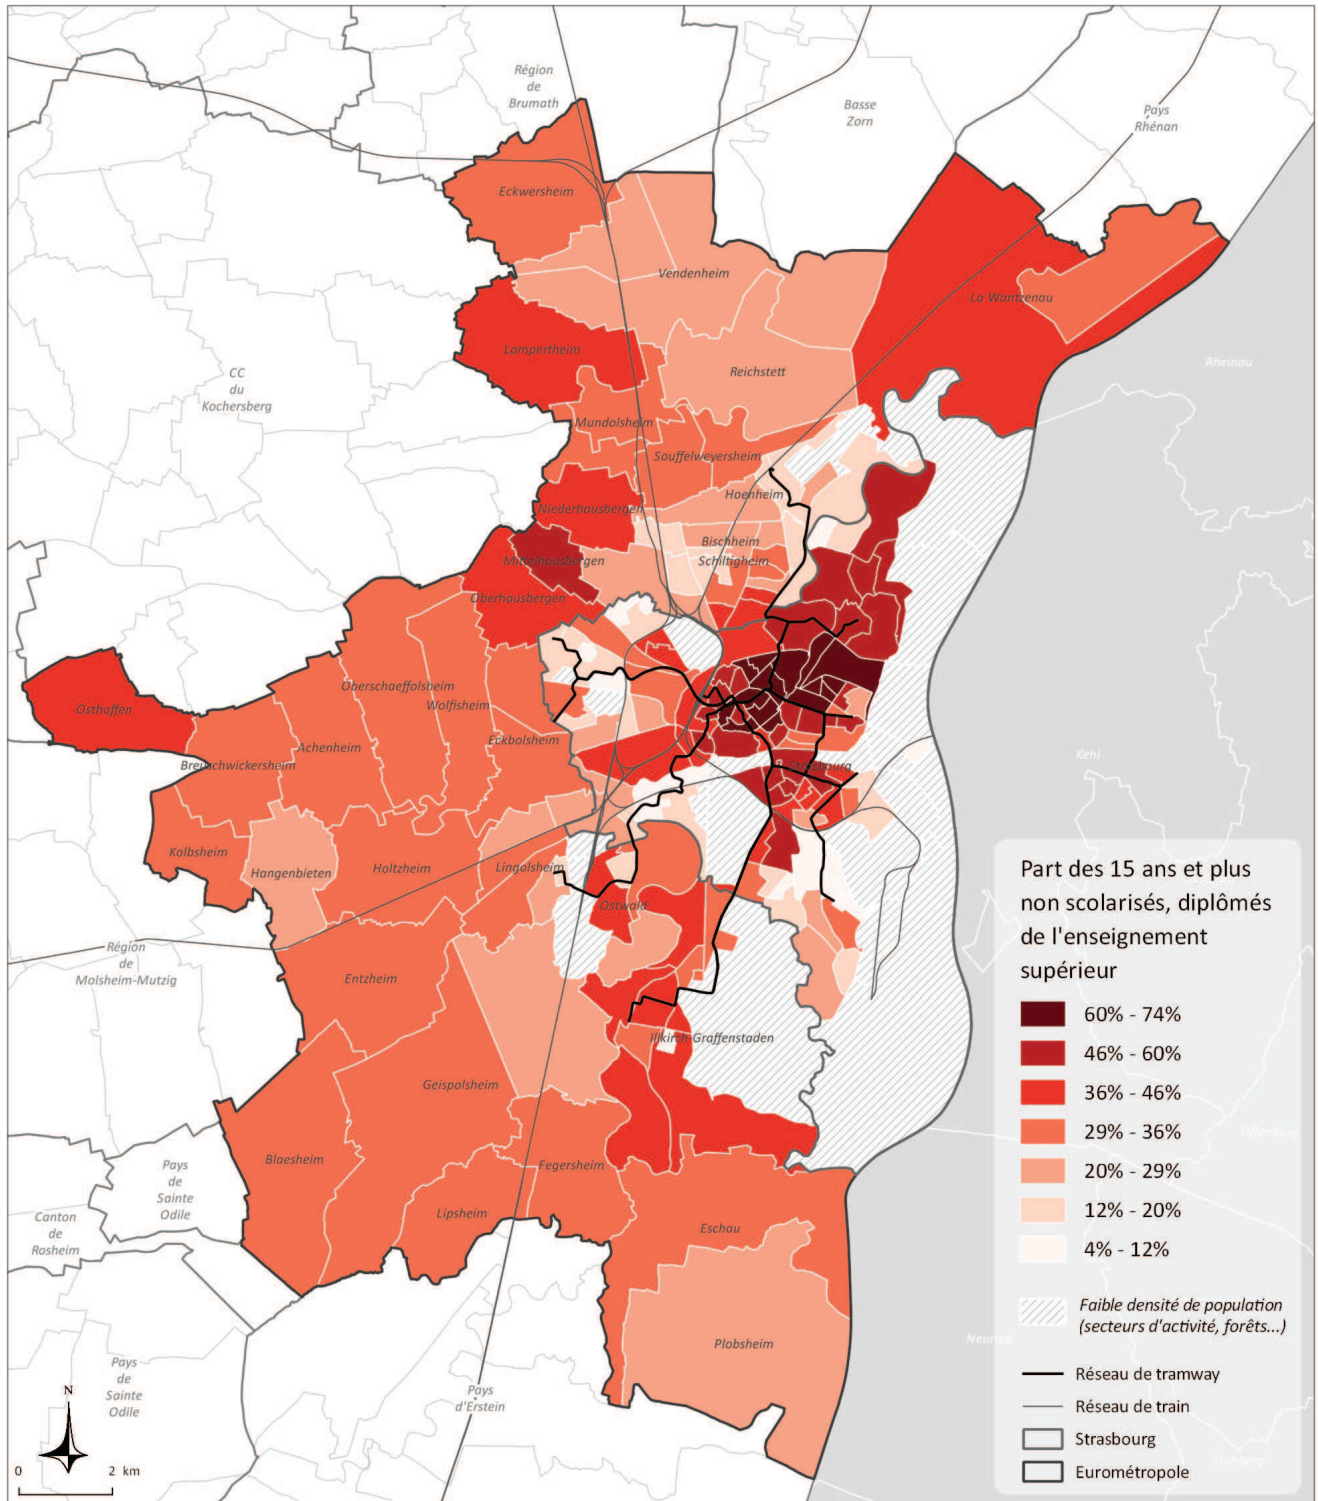 Région
de
Brumath
Basse
Zorn
Pays
Rhénan
Eckwersheim
Vendenheim
La Wantzenau
Lampertheim
Reichstett
Rheinau
CC
du
Kochersberg
Mundolsheim
Souffelweyersheim
Hoenheim
Niederhausbergen
Bischheim
Mittelhausbergen
Schiltigheim
Oberhausbergen
Oberschaeffolsheim
Wolfisheim
Osthoffen
Achenheim
Eckbolsheim
Breuschwickersheim
Strasbourg
Kehl
Kolbsheim
Hangenbieten
Holtzheim
Lingolsheim
Ostwald
Région
de
Molsheim-Mutzig
Entzheim
Illkirch-Graffenstaden
Geispolsheim
Blaesheim
Fegersheim
Pays
de
Sainte
Odile
Lipsheim
Eschau
Canton
de
Rosheim
Plobsheim
Pays
de
Sainte
Odile
Pays
d'Erstein
Part des 15 ans et plus
non scolarisés, diplômés
de l'enseignement
supérieur
60% - 74%
46% - 60%
36% - 46%
29% - 36%
20% - 29%
12% - 20%
4% - 12%
Offenburg
Faible densité de population
(secteurs d'activité, forêts...)
Réseau de tramway
Réseau de train
Strasbourg
Eurométropole
Hohberg
N
0 2 km